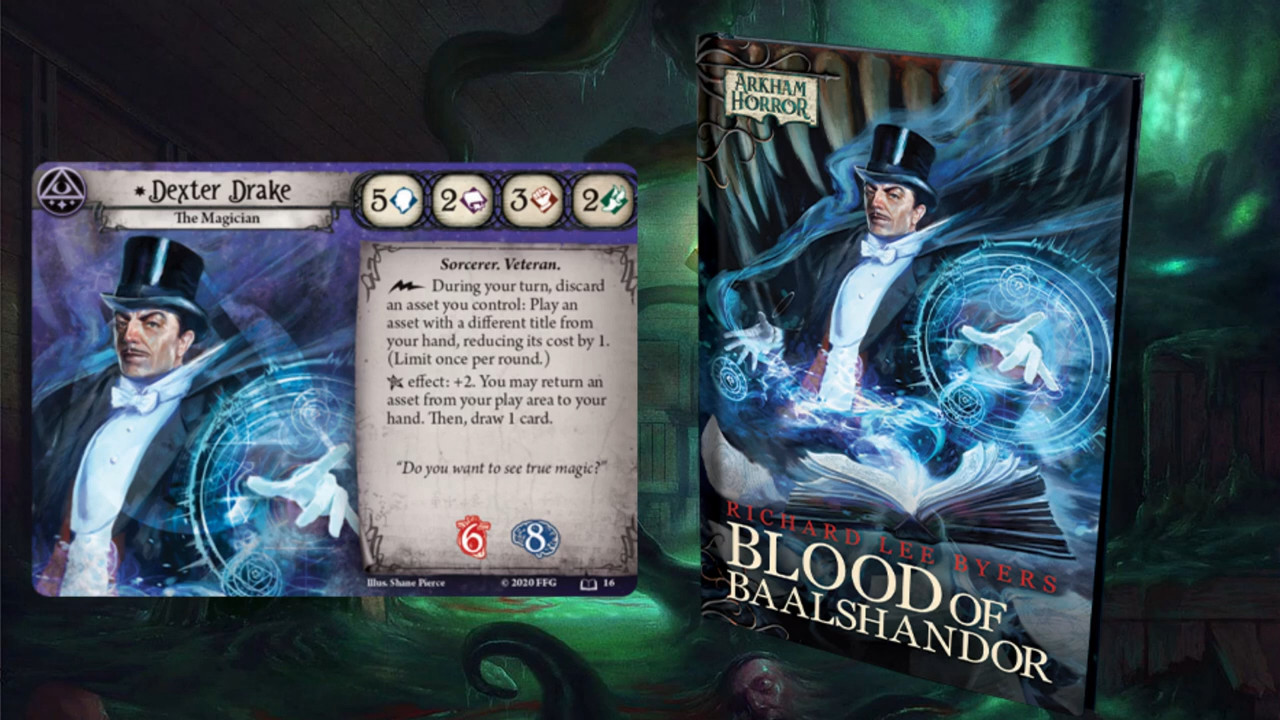 Dexter Drake
The Magician
5 2 3 2
Sorcerer. Veteran.
During your turn, discard
an asset you control: Play an
asset with a different title from
your hand, reducing its cost by 1.
(Limit once per round.)
effect: +2. You may return an
asset from your play area to your
hand. Then, draw 1 card.
"Do you want to see true magic?"
6 8
Illus. Shane Pierce © 2020 FFG 16
ARKHAM
HORROR
RICHARD LEE BYERS
BLOOD OF
BAALSHANDOR